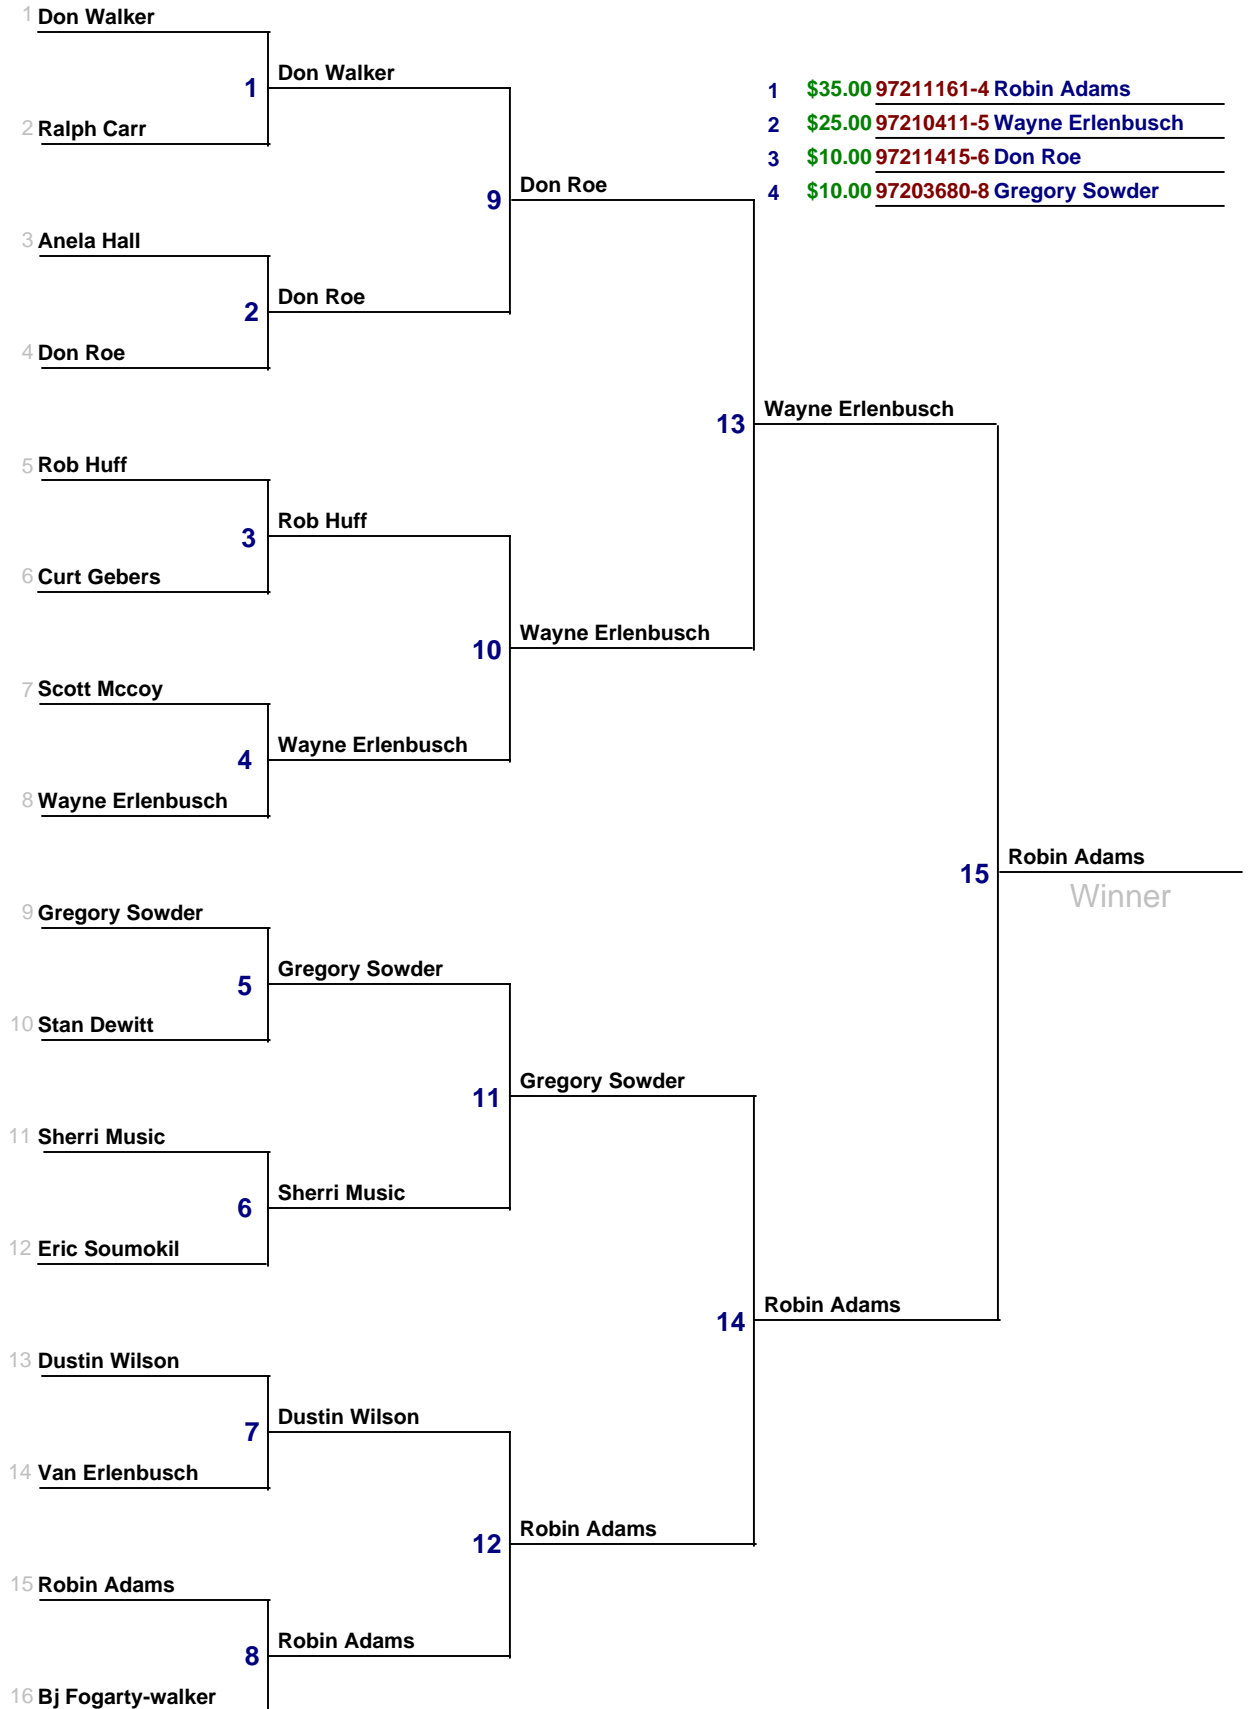 1 Don Walker
Don Walker
1
1 $35.00 97211161-4 Robin Adams
2 $25.00 97210411-5 Wayne Erlenbusch
2 Ralph Carr
3 $10.00 97211415-6 Don Roe
Don Roe
4 $10.00 97203680-8 Gregory Sowder
9
3 Anela Hall
Don Roe
2
4 Don Roe
Wayne Erlenbusch
13
5 Rob Huff
Rob Huff
3
6 Curt Gebers
Wayne Erlenbusch
10
7 Scott Mccoy
Wayne Erlenbusch
4
8 Wayne Erlenbusch
Robin Adams
15
Winner
9 Gregory Sowder
Gregory Sowder
5
10 Stan Dewitt
Gregory Sowder
11
11 Sherri Music
Sherri Music
6
12 Eric Soumokil
Robin Adams
14
13 Dustin Wilson
Dustin Wilson
7
14 Van Erlenbusch
Robin Adams
12
15 Robin Adams
Robin Adams
8
16 Bj Fogarty-walker